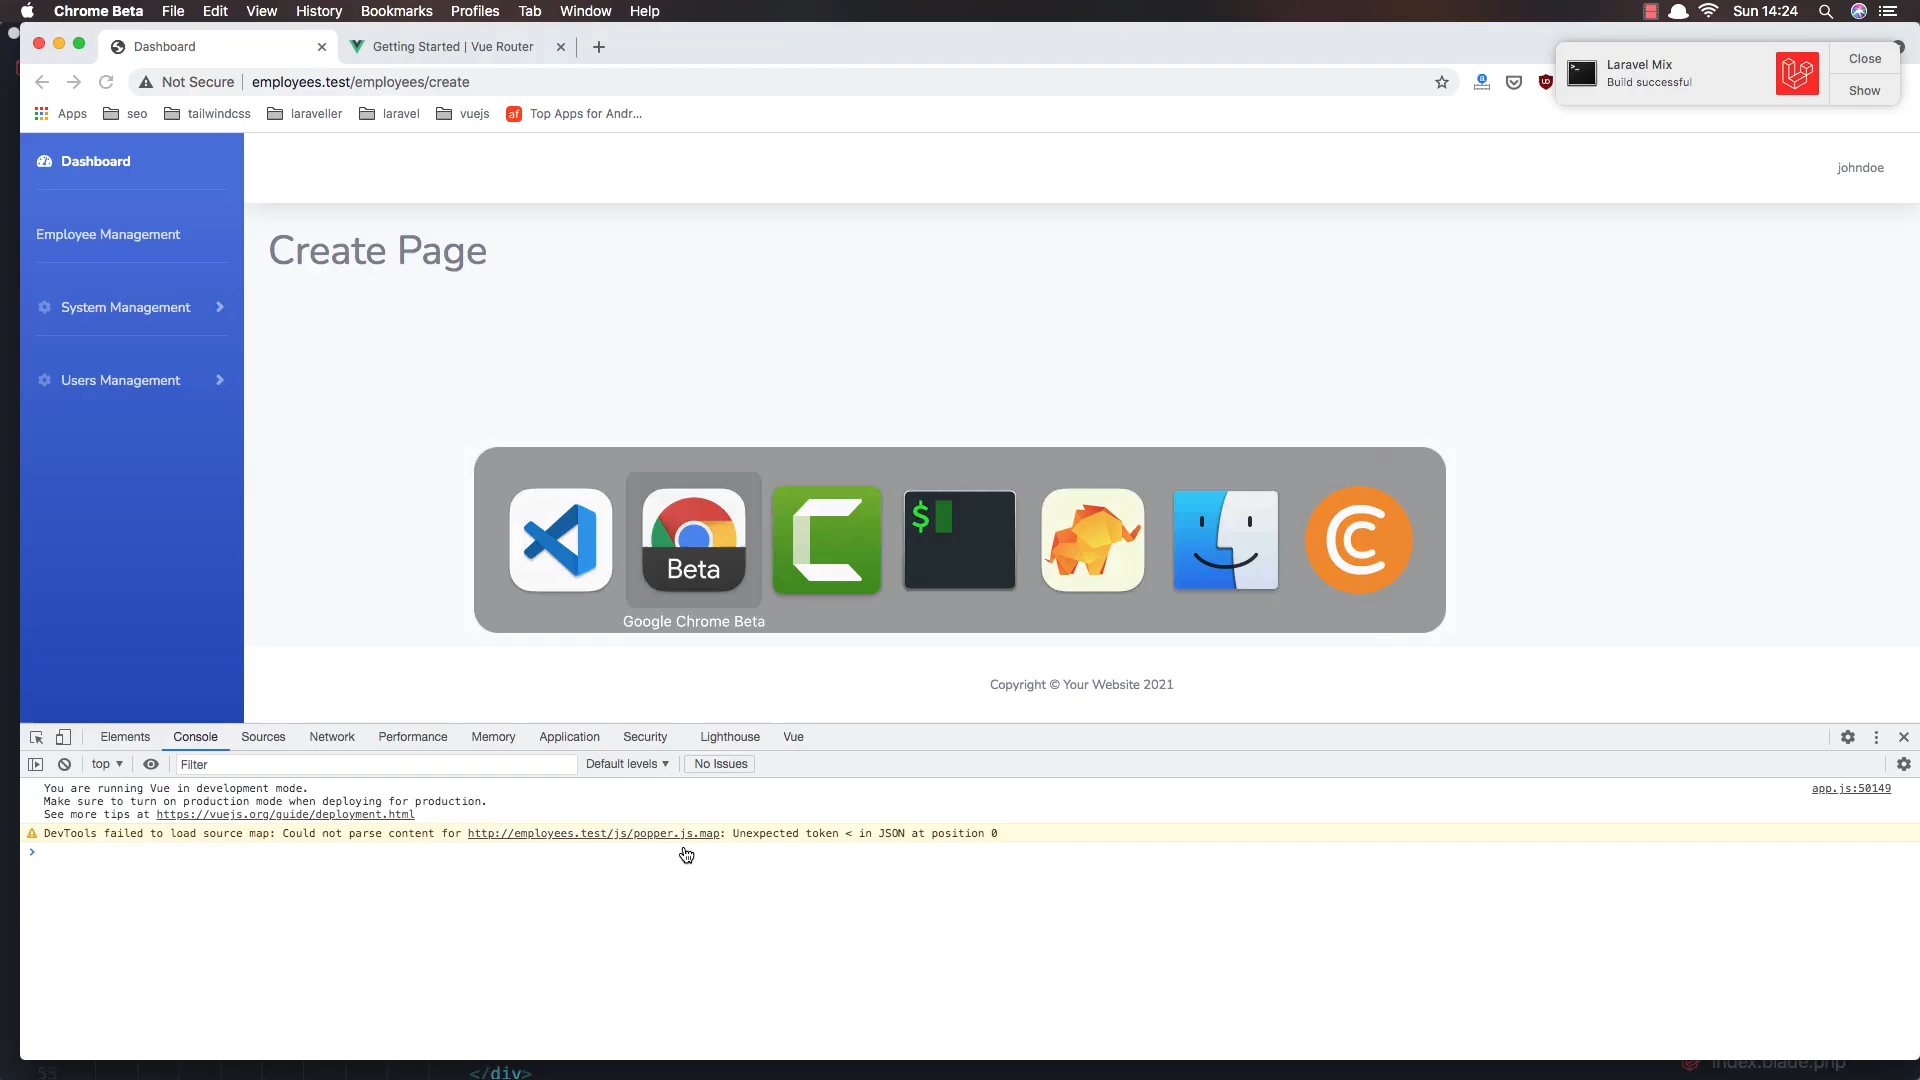 Chrome Beta File Edit View History Bookmarks Profiles Tab Window Help Sun 14:24
Dashboard Getting Started | Vue Router
Not Secure employees.test/employees/create
Laravel Mix
Build successful
Close
Show
Apps seo tailwindcss laraveller laravel vuejs af Top Apps for Andr...
Dashboard
johndoe
Employee Management
Create Page
System Management
Users Management
$
Beta
Google Chrome Beta
Copyright © Your Website 2021
Elements Console Sources Network Performance Memory Application Security Lighthouse Vue
top Filter Default levels No Issues
You are running Vue in development mode. app.js:50149
Make sure to turn on production mode when deploying for production.
See more tips at https://vuejs.org/guide/deployment.html
DevTools failed to load source map: Could not parse content for http://employees.test/js/popper.js.map: Unexpected token < in JSON at position 0
55 </div> index.blade.php